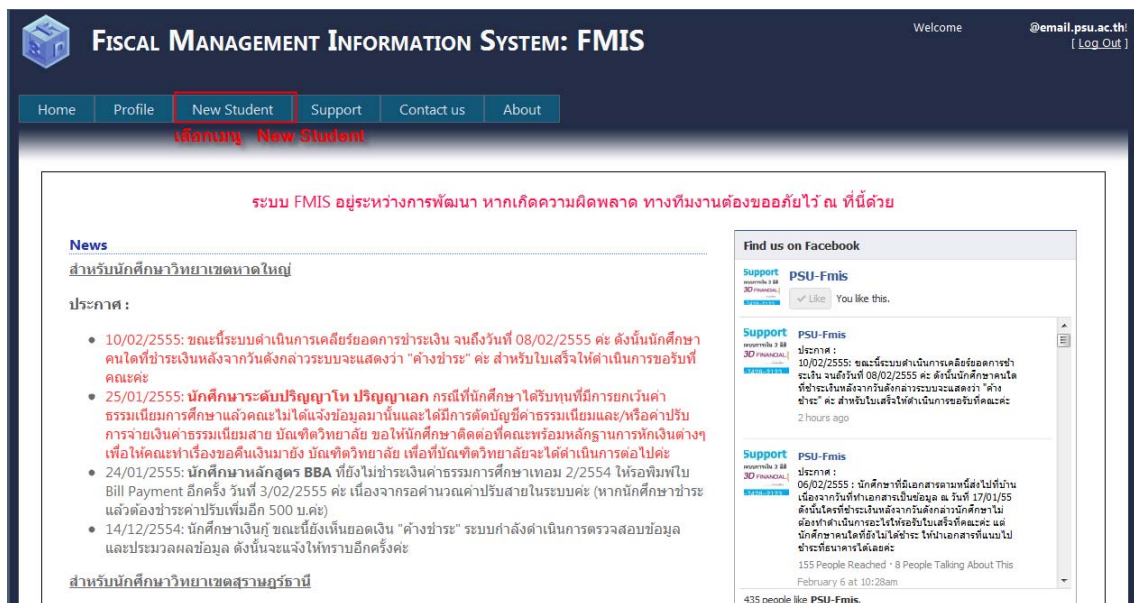 FISCAL MANAGEMENT INFORMATION SYSTEM: FMIS
Welcome @email.psu.ac.th!
[ Log Out ]
Home Profile New Student Support Contact us About
เลือกเมนู New Student
ระบบ FMIS อยู่ระหว่างการพัฒนา หากเกิดความผิดพลาด ทางทีมงานต้องขออภัยไว้ ณ ที่นี้ด้วย
News
สำหรับนักศึกษาวิทยาเขตหาดใหญ่
ประกาศ :
10/02/2555: ขณะนี้ระบบดำเนินการเคลียร์ยอดการชำระเงิน จนถึงวันที่ 08/02/2555 ค่ะ ดังนั้นนักศึกษา
คนใดที่ชำระเงินหลังจากวันดังกล่าวระบบจะแสดงว่า "ค้างชำระ" ค่ะ สำหรับใบเสร็จให้ดำเนินการขอรับที่
คณะค่ะ
25/01/2555: นักศึกษาระดับปริญญาโท ปริญญาเอก กรณีที่นักศึกษาได้รับทุนที่มีการยกเว้นค่า
ธรรมเนียมการศึกษาแล้วคณะไม่ได้แจ้งข้อมูลมานั้นและได้มีการตัดบัญชีค่าธรรมเนียมและ/หรือค่าปรับ
การจ่ายเงินค่าธรรมเนียมสาย บัณฑิตวิทยาลัย ขอให้นักศึกษาติดต่อที่คณะพร้อมหลักฐานการหักเงินต่างๆ
เพื่อให้คณะทำเรื่องขอคืนเงินมายัง บัณฑิตวิทยาลัย เพื่อที่บัณฑิตวิทยาลัยจะได้ดำเนินการต่อไปค่ะ
24/01/2555: นักศึกษาหลักสูตร BBA ที่ยังไม่ชำระเงินค่าธรรมการศึกษาเทอม 2/2554 ให้รอพิมพ์ใบ
Bill Payment อีกครั้ง วันที่ 3/02/2555 ค่ะ เนื่องจากรอคำนวณค่าปรับสายในระบบค่ะ (หากนักศึกษาชำระ
แล้วต้องชำระค่าปรับเพิ่มอีก 500 บ.ค่ะ)
14/12/2554: นักศึกษาเงินกู้ ขณะนี้ยังเห็นยอดเงิน "ค้างชำระ" ระบบกำลังดำเนินการตรวจสอบข้อมูล
และประมวลผลข้อมูล ดังนั้นจะแจ้งให้ทราบอีกครั้งค่ะ
สำหรับนักศึกษาวิทยาเขตสุราษฎร์ธานี
Find us on Facebook
Support
3D FINANCIAL
PSU-Fmis
Like You like this.
Support
3D FINANCIAL
PSU-Fmis
ประกาศ :
10/02/2555: ขณะนี้ระบบดำเนินการเคลียร์ยอดการชำ
ระเงิน จนถึงวันที่ 08/02/2555 ค่ะ ดังนั้นนักศึกษาคนใด
ที่ชำระเงินหลังจากวันดังกล่าวระบบจะแสดงว่า "ค้าง
ชำระ" ค่ะ สำหรับใบเสร็จให้ดำเนินการขอรับที่คณะค่ะ
2 hours ago
Support
3D FINANCIAL
PSU-Fmis
ประกาศ :
06/02/2555 : นักศึกษาที่มีเอกสารตามหนี้ส่งไปที่บ้าน
เนื่องจากวันที่ทำเอกสารเป็นข้อมูล ณ วันที่ 17/01/55
ดังนั้นใครที่ชำระเงินหลังจากวันดังกล่าวนักศึกษาไม่
ต้องทำดำเนินการอะไรให้รอรับใบเสร็จที่คณะค่ะ แต่
นักศึกษาคนใดที่ยังไม่ได้ชำระ ให้นำเอกสารที่แนบไป
ชำระที่ธนาคารได้เลยค่ะ
155 People Reached · 8 People Talking About This
February 6 at 10:28am
435 people like PSU-Fmis.